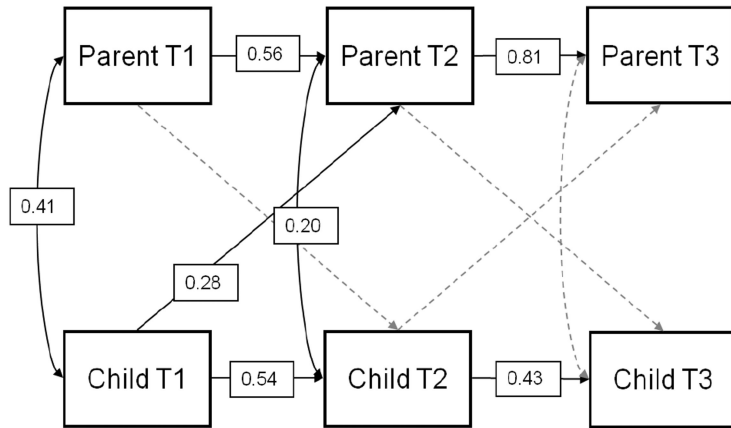 Parent T1
0.56
Parent T2
0.81
Parent T3
0.41
0.20
0.28
Child T1
0.54
Child T2
0.43
Child T3